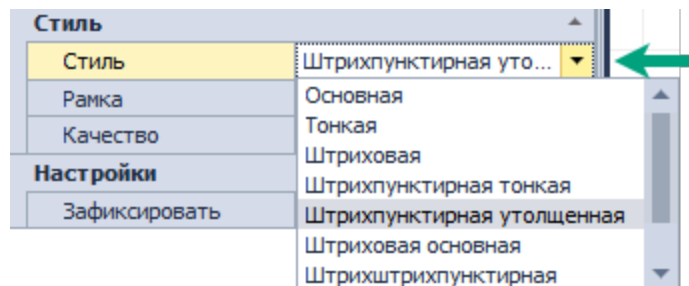 Стиль
Стиль Штрихпунктирная уто...
Рамка
Качество
Настройки
Зафиксировать
Основная
Тонкая
Штриховая
Штрихпунктирная тонкая
Штрихпунктирная утолщенная
Штриховая основная
Штрихштрихпунктирная